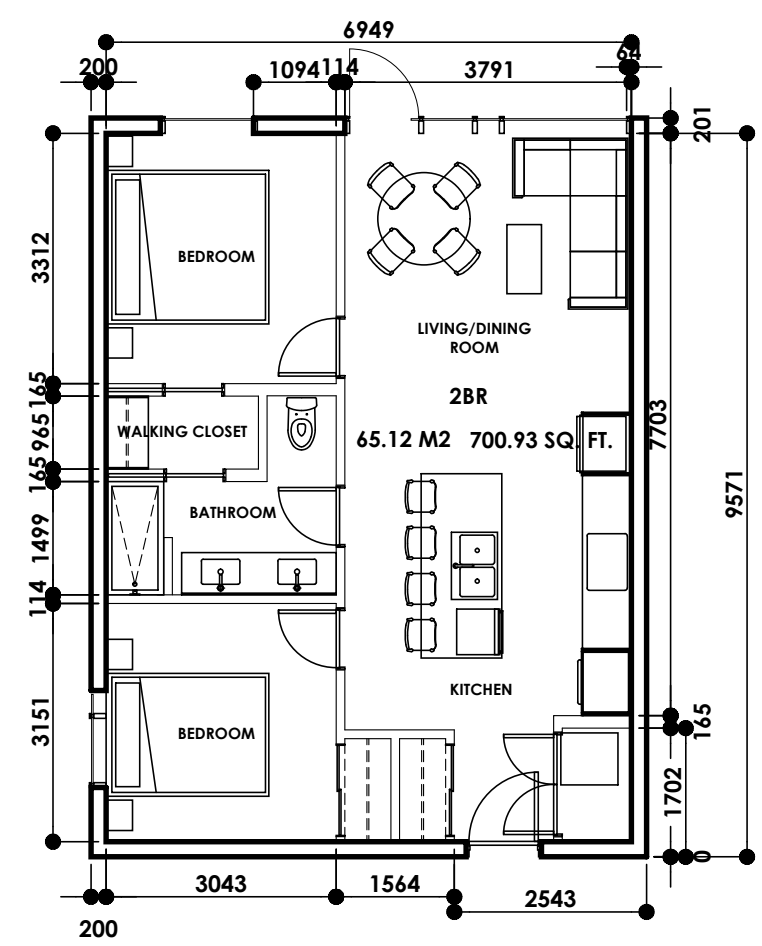 6949
200
1094
114
3791
64
201
3312
BEDROOM
LIVING/DINING
ROOM
2BR
65.12 M2 700.93 SQ. FT.
165
965
WALKING CLOSET
7703
165
BATHROOM
1499
9571
114
3151
BEDROOM
KITCHEN
165
1702
0
3043
1564
2543
200